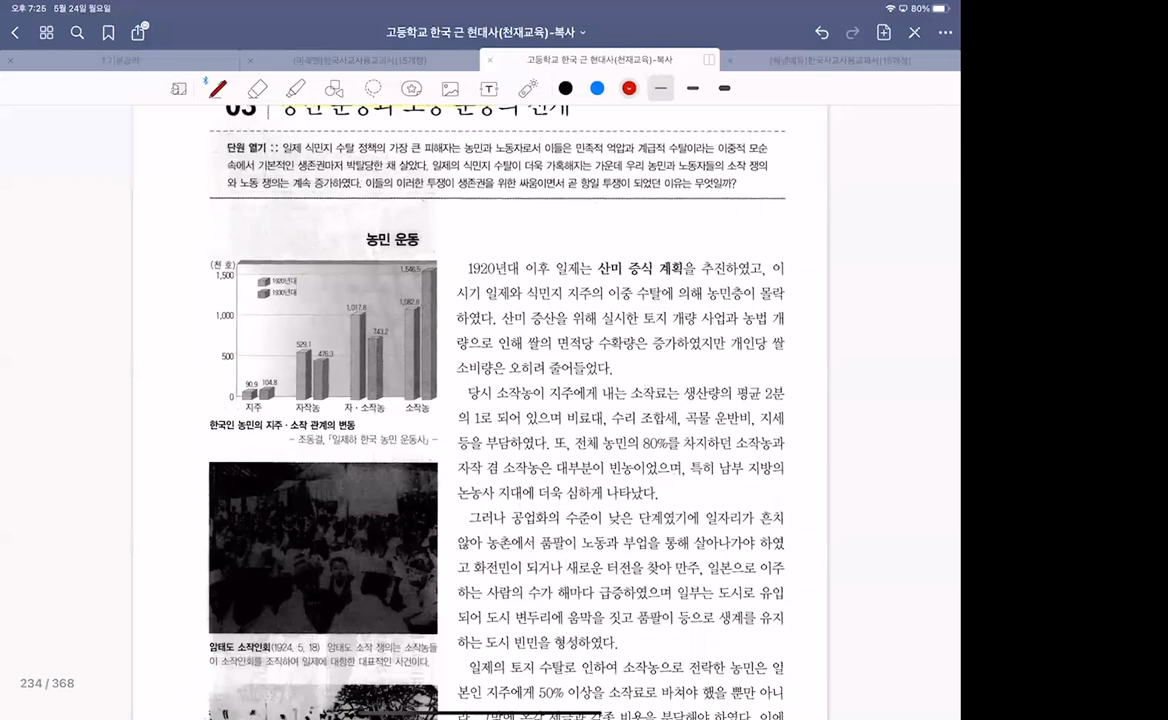 오후 7:25 5월 24일 월요일
80%
고등학교 한국 근 현대사(천재교육)-복사
고등학교 한국 근 현대사(천재교육)-복사
03
단원 열기 :: 일제 식민지 수탈 정책의 가장 큰 피해자는 농민과 노동자로서 이들은 민족적 억압과 계급적 수탈이라는 이중적 모순
속에서 기본적인 생존권마저 박탈당한 채 살았다. 일제의 식민지 수탈이 더욱 가혹해지는 가운데 우리 농민과 노동자들의 소작 쟁의
와 노동 쟁의는 계속 증가하였다. 이들의 이러한 투쟁이 생존권을 위한 싸움이면서 곧 항일 투쟁이 되었던 이유는 무엇일까?
농민 운동
(천 호)
1,500
1,000
500
0
1920년대
1930년대
90.9 104.8
529.1 476.3
1,017.8 743.2
1,082.8 1,546.5
지주 자작농 자·소작농 소작농
한국인 농민의 지주·소작 관계의 변동
- 조동걸, 「일제하 한국 농민 운동사」 -
암태도 소작인회(1924. 5. 18) 암태도 소작 쟁의는 소작농들
이 소작인회를 조직하여 일제에 대항한 대표적인 사건이다.
1920년대 이후 일제는 산미 증식 계획을 추진하였고, 이
시기 일제와 식민지 지주의 이중 수탈에 의해 농민층이 몰락
하였다. 산미 증산을 위해 실시한 토지 개량 사업과 농법 개
량으로 인해 쌀의 면적당 수확량은 증가하였지만 개인당 쌀
소비량은 오히려 줄어들었다.
당시 소작농이 지주에게 내는 소작료는 생산량의 평균 2분
의 1로 되어 있으며 비료대, 수리 조합세, 곡물 운반비, 지세
등을 부담하였다. 또, 전체 농민의 80%를 차지하던 소작농과
자작 겸 소작농은 대부분이 빈농이었으며, 특히 남부 지방의
논농사 지대에 더욱 심하게 나타났다.
그러나 공업화의 수준이 낮은 단계였기에 일자리가 흔치
않아 농촌에서 품팔이 노동과 부업을 통해 살아나가야 하였
고 화전민이 되거나 새로운 터전을 찾아 만주, 일본으로 이주
하는 사람의 수가 해마다 급증하였으며 일부는 도시로 유입
되어 도시 변두리에 움막을 짓고 품팔이 등으로 생계를 유지
하는 도시 빈민을 형성하였다.
일제의 토지 수탈로 인하여 소작농으로 전락한 농민은 일
본인 지주에게 50% 이상을 소작료로 바쳐야 했을 뿐만 아니
234 / 368